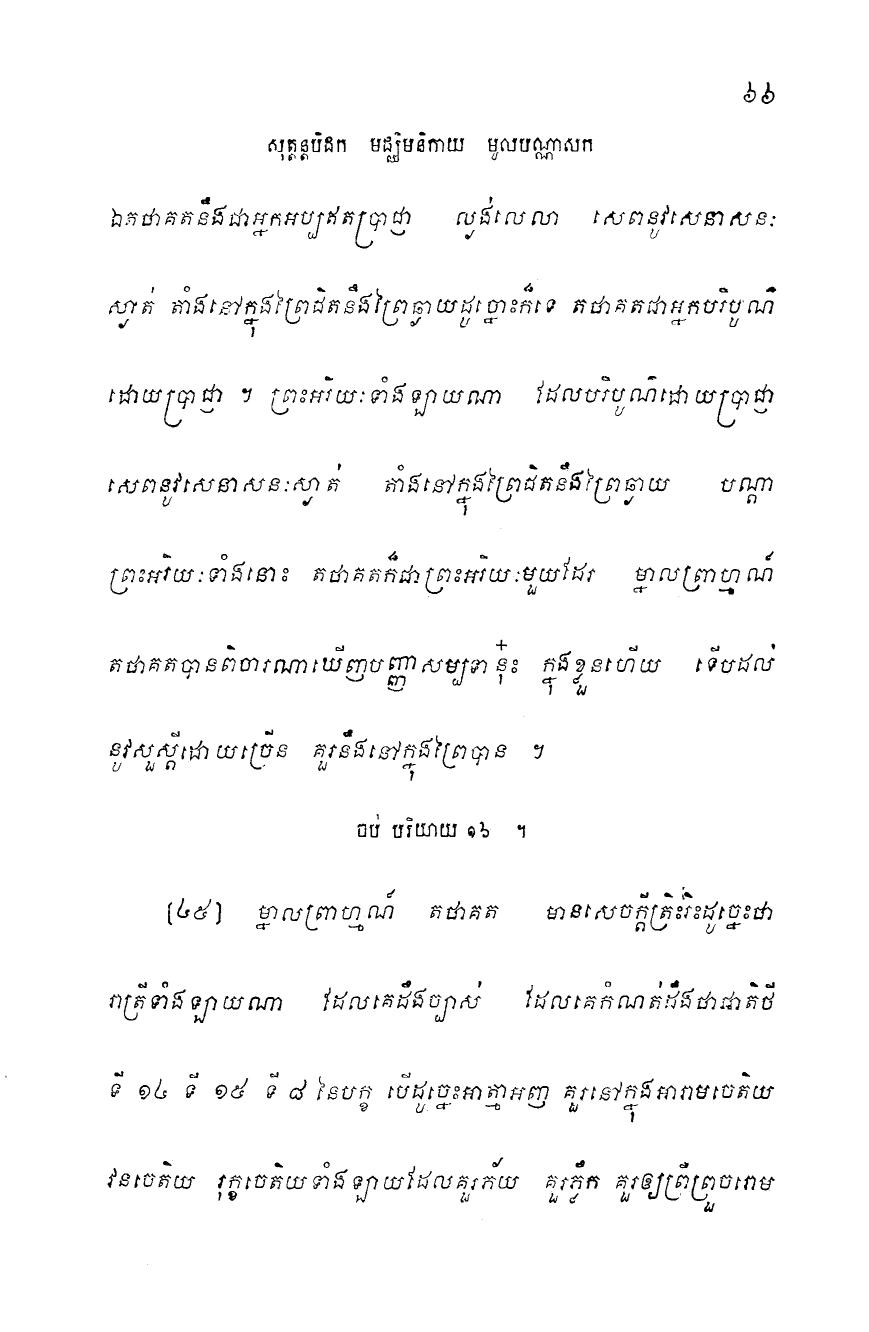 ៦៦
សុត្តន្តបិដក មជ្ឈិមនិកាយ មូលបណ្ណាសក
ឯតថាគតនឹងជាអ្នកអប្បឥតប្រាជ្ញា ល្ងង់លេលា សេពនូវសេនាសនៈ
ស្ងាត់ តាំងនៅក្នុងព្រៃជិតនឹងព្រៃឆ្ងាយដូច្នោះក៏ទេ តថាគតជាអ្នកបរិបូណ៌
ដោយប្រាជ្ញា ។ ព្រះអរិយៈទាំងឡាយណា ដែលបរិបូណ៌ដោយប្រាជ្ញា
សេពនូវសេនាសនៈស្ងាត់ តាំងនៅក្នុងព្រៃជិតនឹងព្រៃឆ្ងាយ បណ្តា
ព្រះអរិយៈទាំងនោះ តថាគតក៏ជាព្រះអរិយៈមួយដែរ ម្នាលព្រាហ្មណ៍
តថាគតបានពិចារណាឃើញបញ្ញាសម្បទានុ៎ះ ក្នុងខ្លួនហើយ ទើបដល់
នូវសួស្តីដោយច្រើន គួរនឹងនៅក្នុងព្រៃបាន ។
ចប់ បរិយាយ ១៦ ។
[៤៥] ម្នាលព្រាហ្មណ៍ តថាគត មានសេចក្តីត្រិះរិះដូច្នេះថា
រាត្រីទាំងឡាយណា ដែលគេដឹងច្បាស់ ដែលគេកំណត់ដឹងថាជាតិថី
ទី ១៤ ទី ១៥ ទី ៨ នៃបក្ខ បើដូច្នេះអាត្មាអញ គួរនៅក្នុងអារាមចេតិយ
វនចេតិយ រុក្ខចេតិយទាំងឡាយដែលគួរភ័យ គួរភ្ញឹក គួរឲ្យព្រឺព្រួចរោម